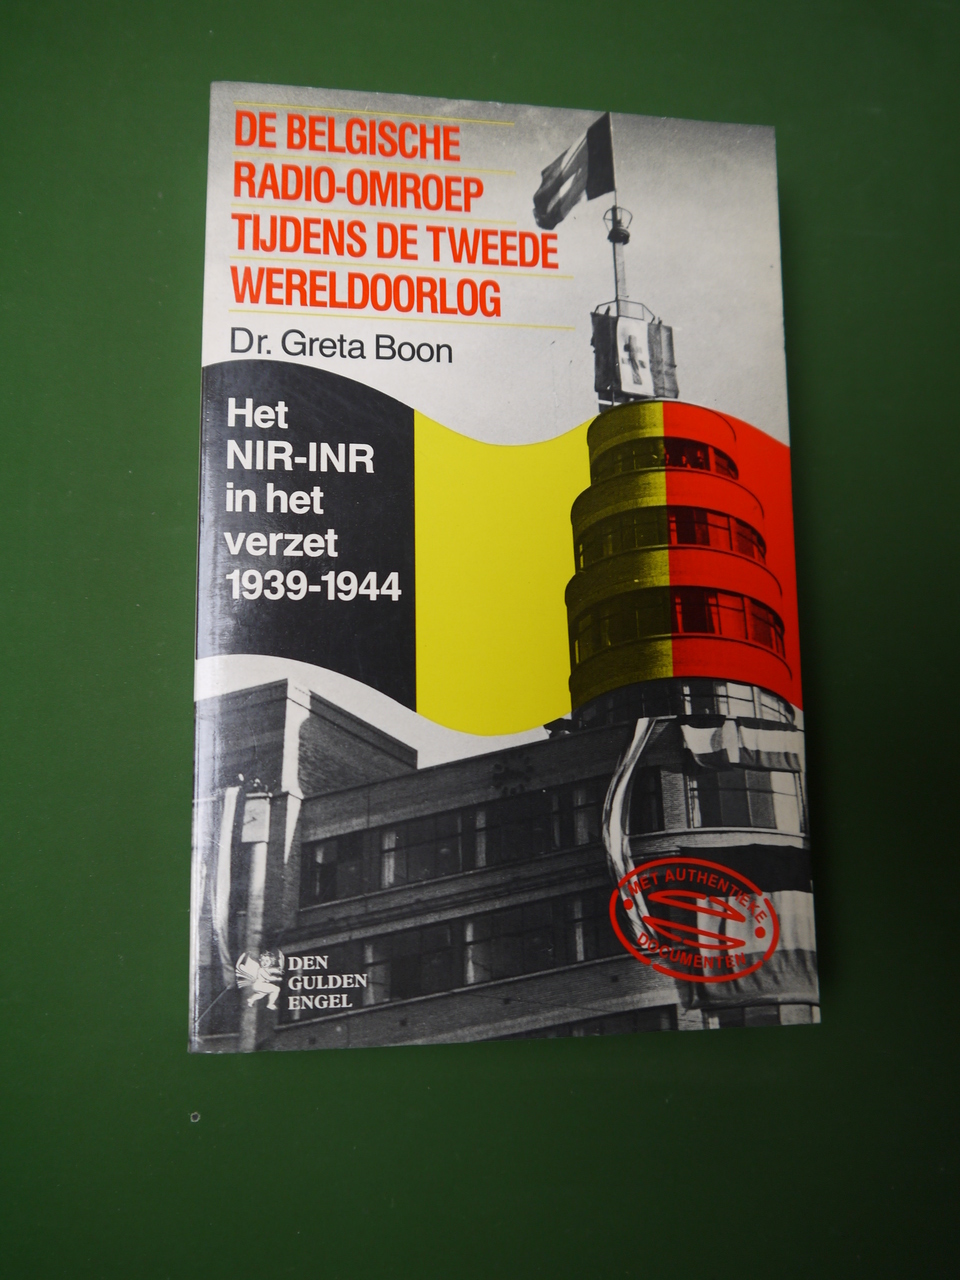 DE BELGISCHE
RADIO-OMROEP
TIJDENS DE TWEEDE
WERELDOORLOG
Dr. Greta Boon
Het
NIR-INR
in het
verzet
1939-1944
MET AUTHENTIEKE
DOCUMENTEN
DEN
GULDEN
ENGEL